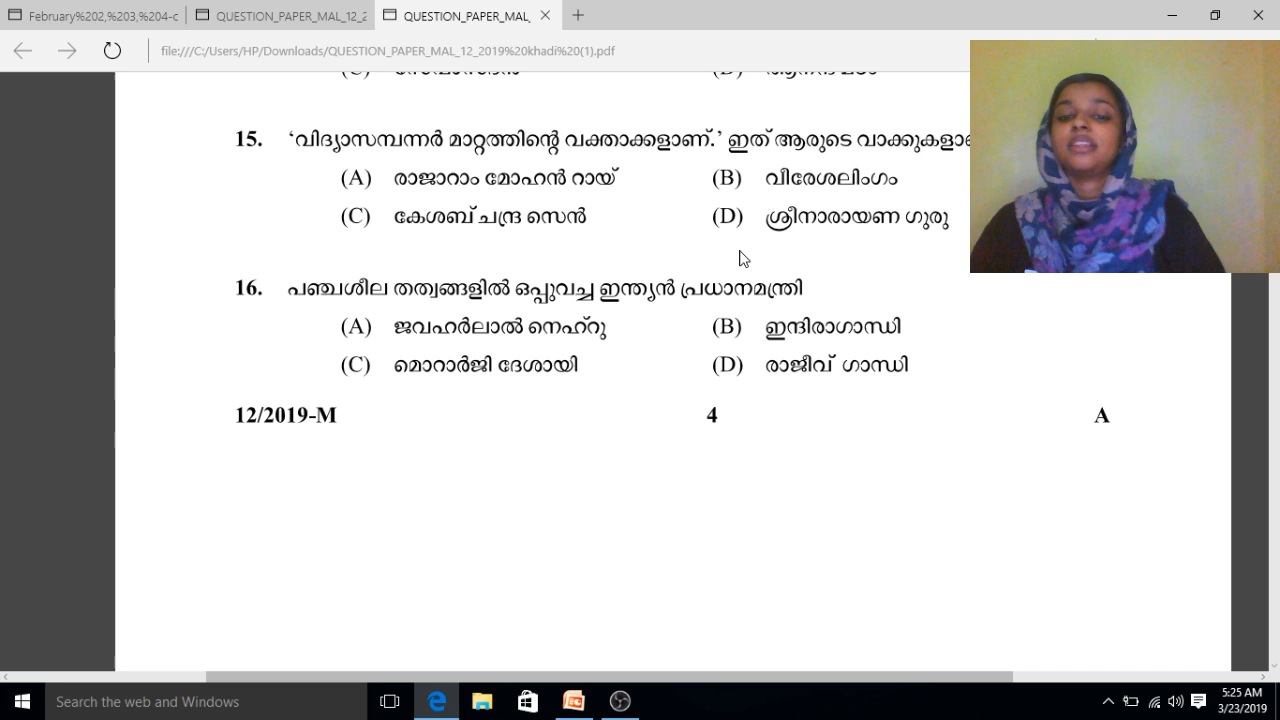 February%202,%203,%204-c
QUESTION_PAPER_MAL_12_2
QUESTION_PAPER_MAL_
file:///C:/Users/HP/Downloads/QUESTION_PAPER_MAL_12_2019%20khadi%20(1).pdf
15. ‘വിദ്യാസമ്പന്നർ മാറ്റത്തിന്റെ വക്താക്കളാണ്.’ ഇത് ആരുടെ
(A) രാജാറാം മോഹൻ റായ് (B) വീരേശലിംഗം
(C) കേശബ് ചന്ദ്ര സെൻ (D) ശ്രീനാരായണ ഗുരു
16. പഞ്ചശീല തത്വങ്ങളിൽ ഒപ്പുവച്ച ഇന്ത്യൻ പ്രധാനമന്ത്രി
(A) ജവഹർലാൽ നെഹ്റു (B) ഇന്ദിരാഗാന്ധി
(C) മൊറാർജി ദേശായി (D) രാജീവ് ഗാന്ധി
12/2019-M 4 A
Search the web and Windows
5:25 AM
3/23/2019